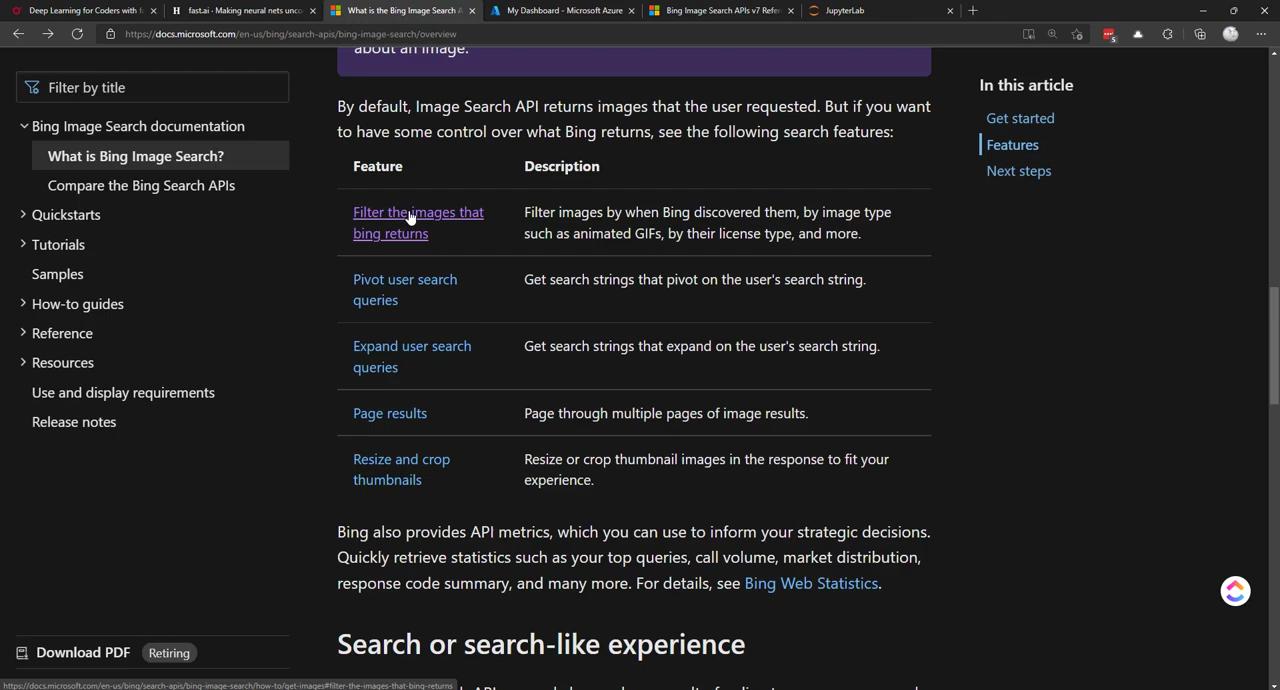 Deep Learning for Coders with fa
fast.ai - Making neural nets unco
What is the Bing Image Search A
My Dashboard - Microsoft Azure
Bing Image Search APIs v7 Refer
JupyterLab
https://docs.microsoft.com/en-us/bing/search-apis/bing-image-search/overview
5
Filter by title
Bing Image Search documentation
What is Bing Image Search?
Compare the Bing Search APIs
Quickstarts
Tutorials
Samples
How-to guides
Reference
Resources
Use and display requirements
Release notes
Download PDF Retiring
https://docs.microsoft.com/en-us/bing/search-apis/bing-image-search/how-to/get-images#filter-the-images-that-bing-returns
about an image.
By default, Image Search API returns images that the user requested. But if you want
to have some control over what Bing returns, see the following search features:
Feature Description
Filter the images that
bing returns
Filter images by when Bing discovered them, by image type
such as animated GIFs, by their license type, and more.
Pivot user search
queries
Get search strings that pivot on the user's search string.
Expand user search
queries
Get search strings that expand on the user's search string.
Page results Page through multiple pages of image results.
Resize and crop
thumbnails
Resize or crop thumbnail images in the response to fit your
experience.
Bing also provides API metrics, which you can use to inform your strategic decisions.
Quickly retrieve statistics such as your top queries, call volume, market distribution,
response code summary, and many more. For details, see Bing Web Statistics.
Search or search-like experience
In this article
Get started
Features
Next steps